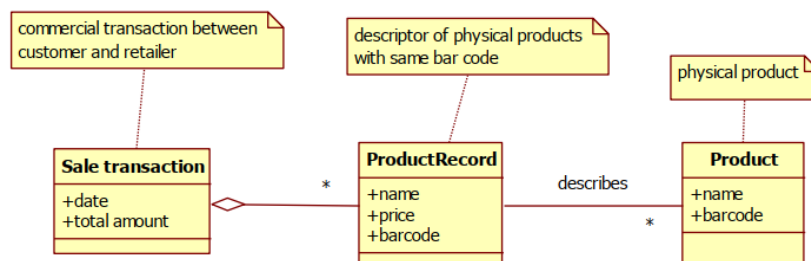 commercial transaction between
customer and retailer
descriptor of physical products
with same bar code
physical product
Sale transaction
+date
+total amount
*
ProductRecord
+name
+price
+barcode
describes
*
Product
+name
+barcode